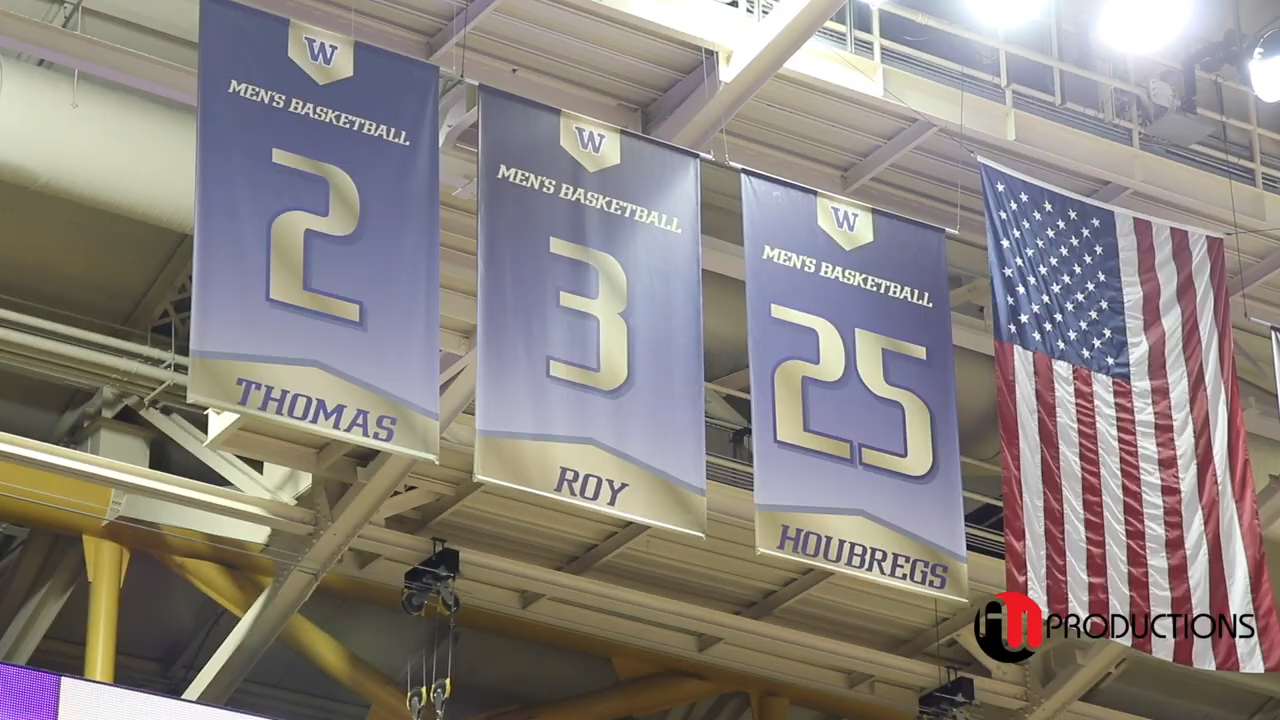 W
MEN'S BASKETBALL
2
THOMAS
W
MEN'S BASKETBALL
3
ROY
W
MEN'S BASKETBALL
25
HOUBREGS
PRODUCTIONS